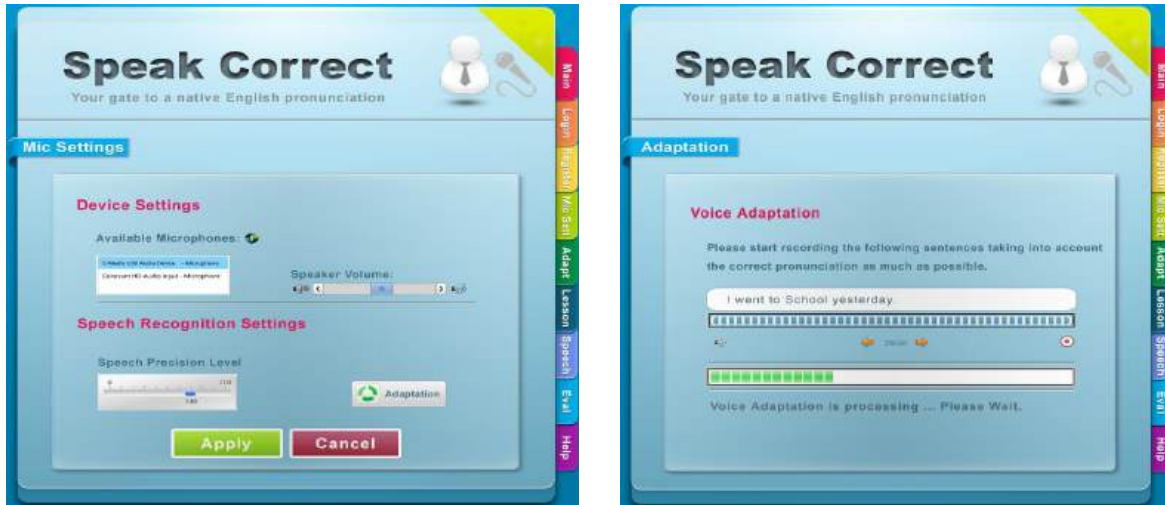 Speak Correct
Your gate to a native English pronunciation
Mic Settings
Device Settings
Available Microphones:
Speaker Volume:
Speech Recognition Settings
Speech Precision Level
Adaptation
Apply
Cancel
Main
Login
Register
Mic Sett
Adapt
Lesson
Speech
Eval
Help
Speak Correct
Your gate to a native English pronunciation
Adaptation
Voice Adaptation
Please start recording the following sentences taking into account
the correct pronunciation as much as possible.
I went to School yesterday
Voice Adaptation is processing ... Please Wait.
Main
Login
Register
Mic Sett
Adapt
Lesson
Speech
Eval
Help